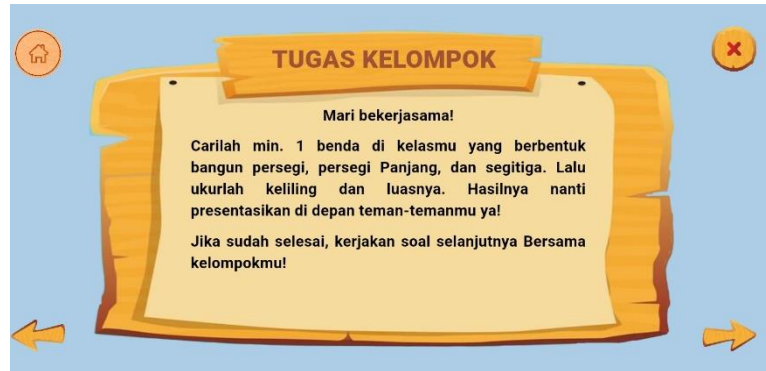 TUGAS KELOMPOK
Mari bekerjasama!
Carilah min. 1 benda di kelasmu yang berbentuk
bangun persegi, persegi Panjang, dan segitiga. Lalu
ukurlah keliling dan luasnya. Hasilnya nanti
presentasikan di depan teman-temanmu ya!
Jika sudah selesai, kerjakan soal selanjutnya Bersama
kelompokmu!